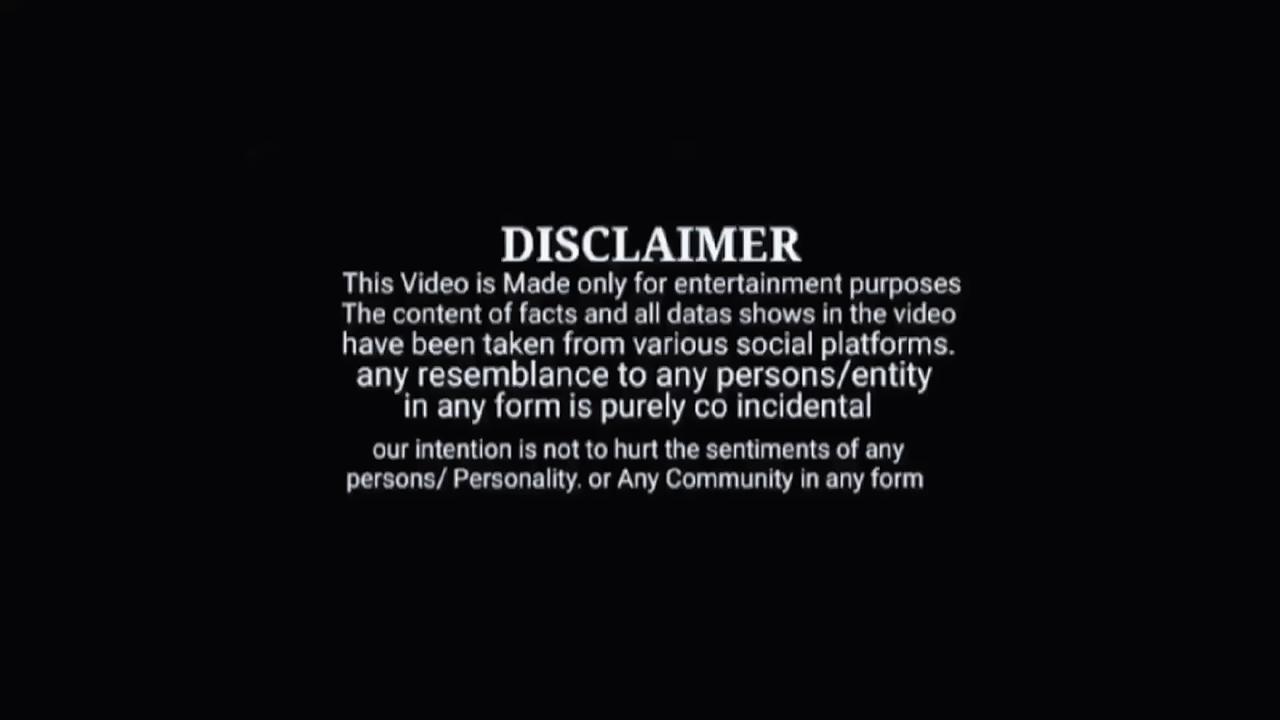 DISCLAIMER
This Video is Made only for entertainment purposes
The content of facts and all datas shows in the video
have been taken from various social platforms.
any resemblance to any persons/entity
in any form is purely co incidental
our intention is not to hurt the sentiments of any
persons/ Personality. or Any Community in any form